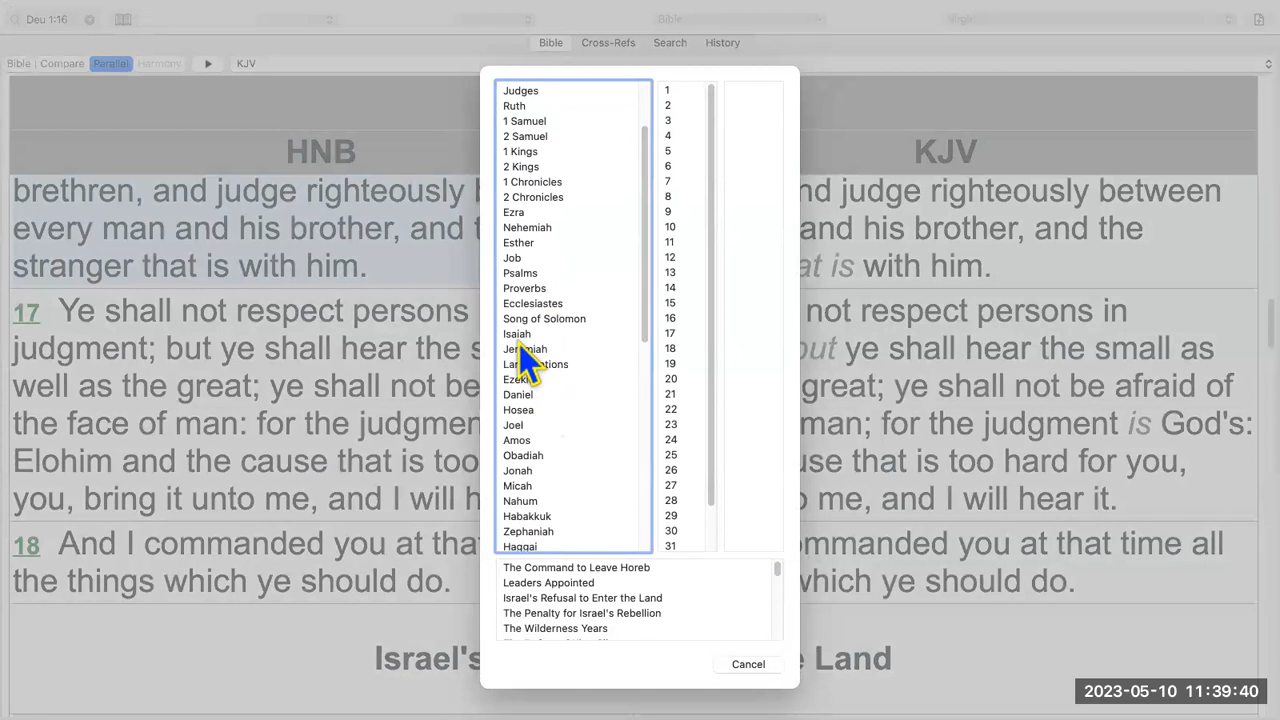 Deu 1:16
Bible
Bible Cross-Refs Search History
Bible Compare Parallel Harmony KJV
HNB KJV
brethren, and judge righteously
every man and his brother, and
stranger that is with him.
17 Ye shall not respect persons
judgment; but ye shall hear the s
well as the great; ye shall not be
the face of man: for the judgment
Elohim and the cause that is too
you, bring it unto me, and I will h
18 And I commanded you at that
the things which ye should do.
Israel's
Judges
Ruth
1 Samuel
2 Samuel
1 Kings
2 Kings
1 Chronicles
2 Chronicles
Ezra
Nehemiah
Esther
Job
Psalms
Proverbs
Ecclesiastes
Song of Solomon
Isaiah
Jeremiah
Lamentations
Ezekiel
Daniel
Hosea
Joel
Amos
Obadiah
Jonah
Micah
Nahum
Habakkuk
Zephaniah
Haggai
1
2
3
4
5
6
7
8
9
10
11
12
13
14
15
16
17
18
19
20
21
22
23
24
25
26
27
28
29
30
31
The Command to Leave Horeb
Leaders Appointed
Israel's Refusal to Enter the Land
The Penalty for Israel's Rebellion
The Wilderness Years
Cancel
nd judge righteously between
and his brother, and the
at is with him.
not respect persons in
but ye shall hear the small as
great; ye shall not be afraid of
man; for the judgment is God's:
use that is too hard for you,
o me, and I will hear it.
ommanded you at that time all
which ye should do.
e Land
2023-05-10 11:39:40